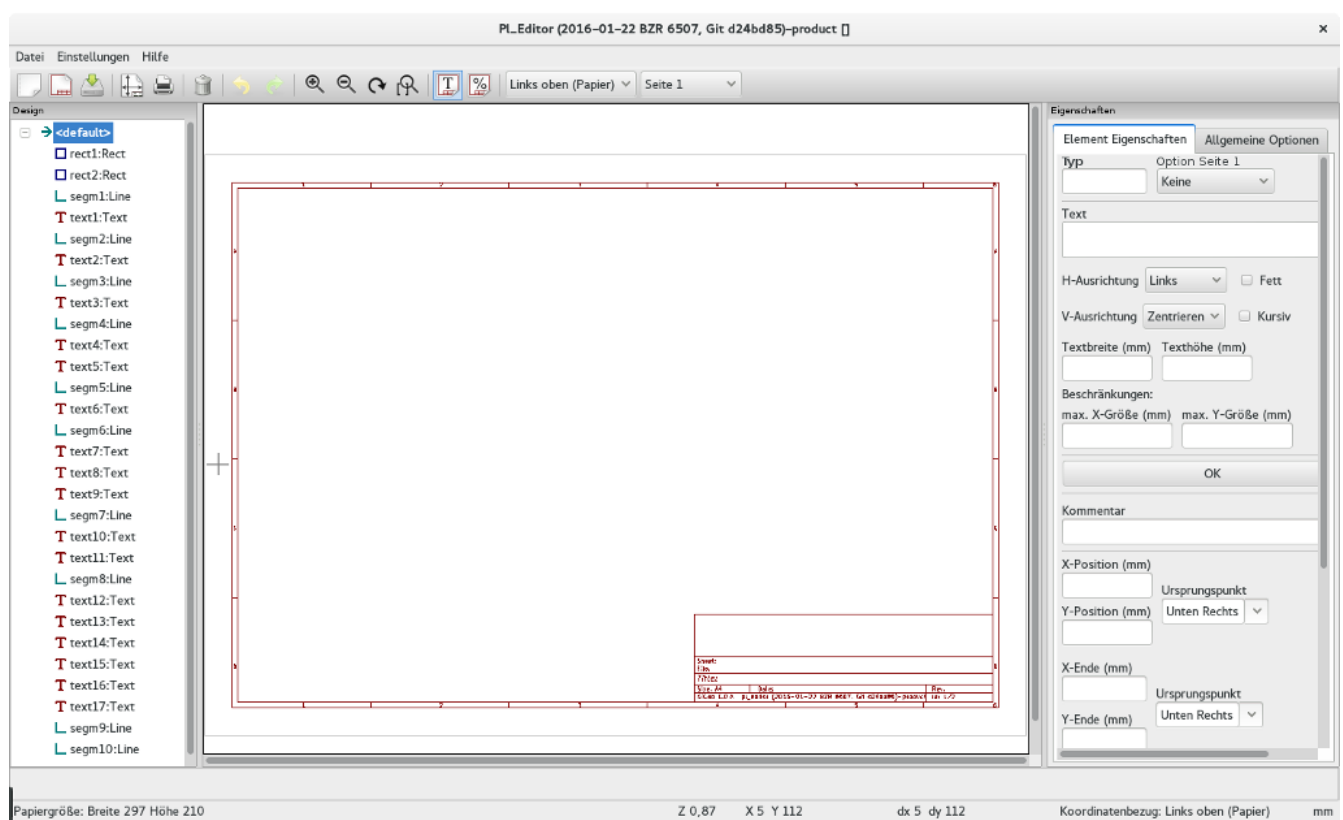 Pl_Editor (2016-01-22 BZR 6507, Git d24bd85)-product []
Datei Einstellungen Hilfe
Links oben (Papier) Seite 1
Design
<default>
rect1:Rect
rect2:Rect
segm1:Line
text1:Text
segm2:Line
text2:Text
segm3:Line
text3:Text
segm4:Line
text4:Text
text5:Text
segm5:Line
text6:Text
segm6:Line
text7:Text
text8:Text
text9:Text
segm7:Line
text10:Text
text11:Text
segm8:Line
text12:Text
text13:Text
text14:Text
text15:Text
text16:Text
text17:Text
segm9:Line
segm10:Line
Sheet:
File:
Title:
Size: A4 Date: Rev:
Eigenschaften
Element Eigenschaften Allgemeine Optionen
Typ Option Seite 1
Keine
Text
H-Ausrichtung Links Fett
V-Ausrichtung Zentrieren Kursiv
Textbreite (mm) Texthöhe (mm)
Beschränkungen:
max. X-Größe (mm) max. Y-Größe (mm)
OK
Kommentar
X-Position (mm)
Ursprungspunkt
Y-Position (mm) Unten Rechts
X-Ende (mm)
Ursprungspunkt
Y-Ende (mm) Unten Rechts
Papiergröße: Breite 297 Höhe 210 Z 0,87 X 5 Y 112 dx 5 dy 112 Koordinatenbezug: Links oben (Papier) mm